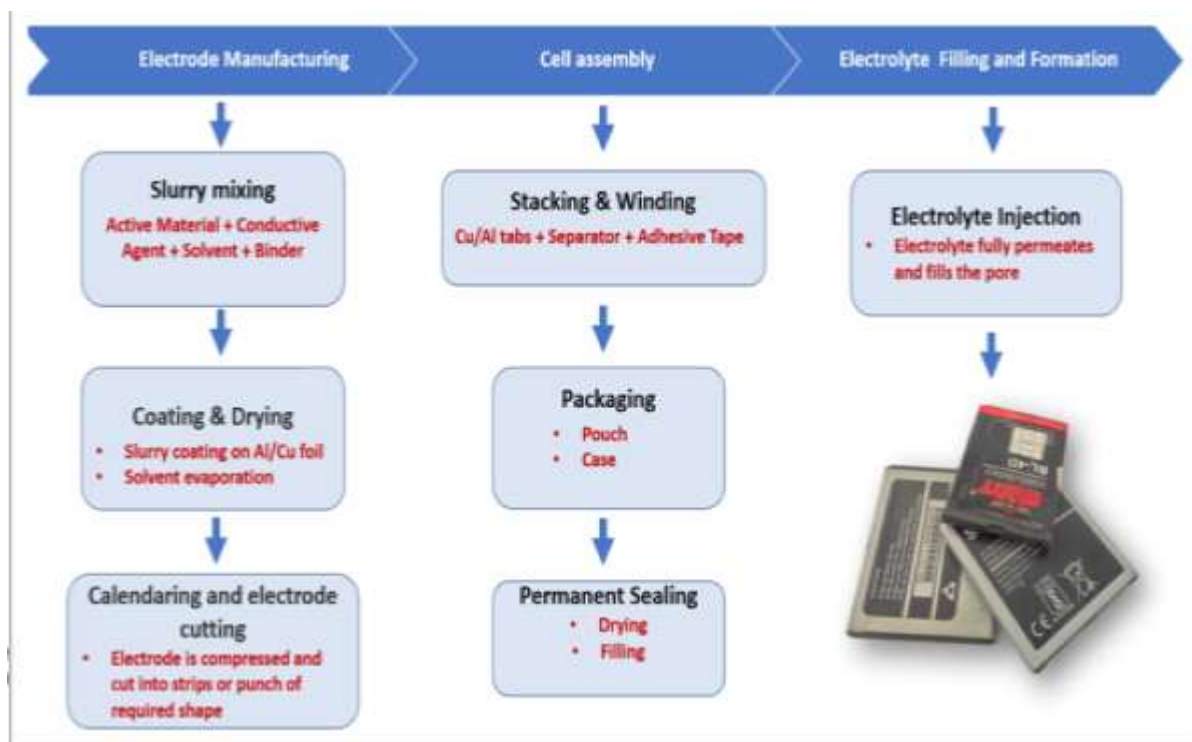 Electrode Manufacturing
Cell assembly
Electrolyte Filling and Formation
Slurry mixing
Active Material + Conductive
Agent + Solvent + Binder
Coating & Drying
• Slurry coating on Al/Cu foil
• Solvent evaporation
Calendaring and electrode
cutting
• Electrode is compressed and
cut into strips or punch of
required shape
Stacking & Winding
Cu/Al tabs + Separator + Adhesive Tape
Packaging
• Pouch
• Case
Permanent Sealing
• Drying
• Filling
Electrolyte Injection
• Electrolyte fully permeates
and fills the pore
BL-4D
CE